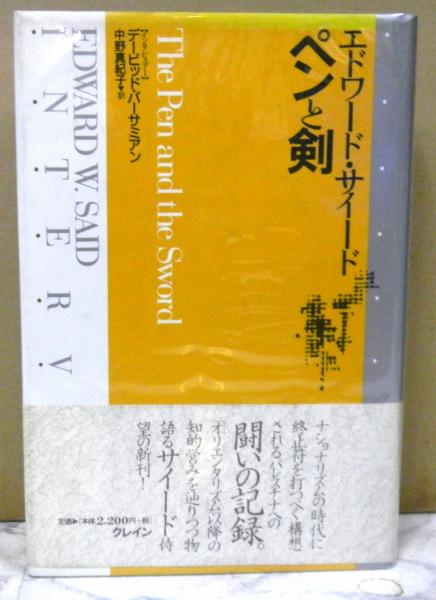 エドワード・サイード
ペンと剣
The Pen and the Sword
[インタビュアー]
デービッド・バーサミアン
中野真紀子▼訳
EDWARD W. SAID
I・N・T・E・R・V
ナショナリズムの時代に
終止符を打つべく構想
されるパレスチナへの
闘いの記録。
『オリエンタリズム』以降の
知的営みを辿りつつ物
語るサイード待
望の新刊！
定価▶[本体2,200円+税]
クレイン